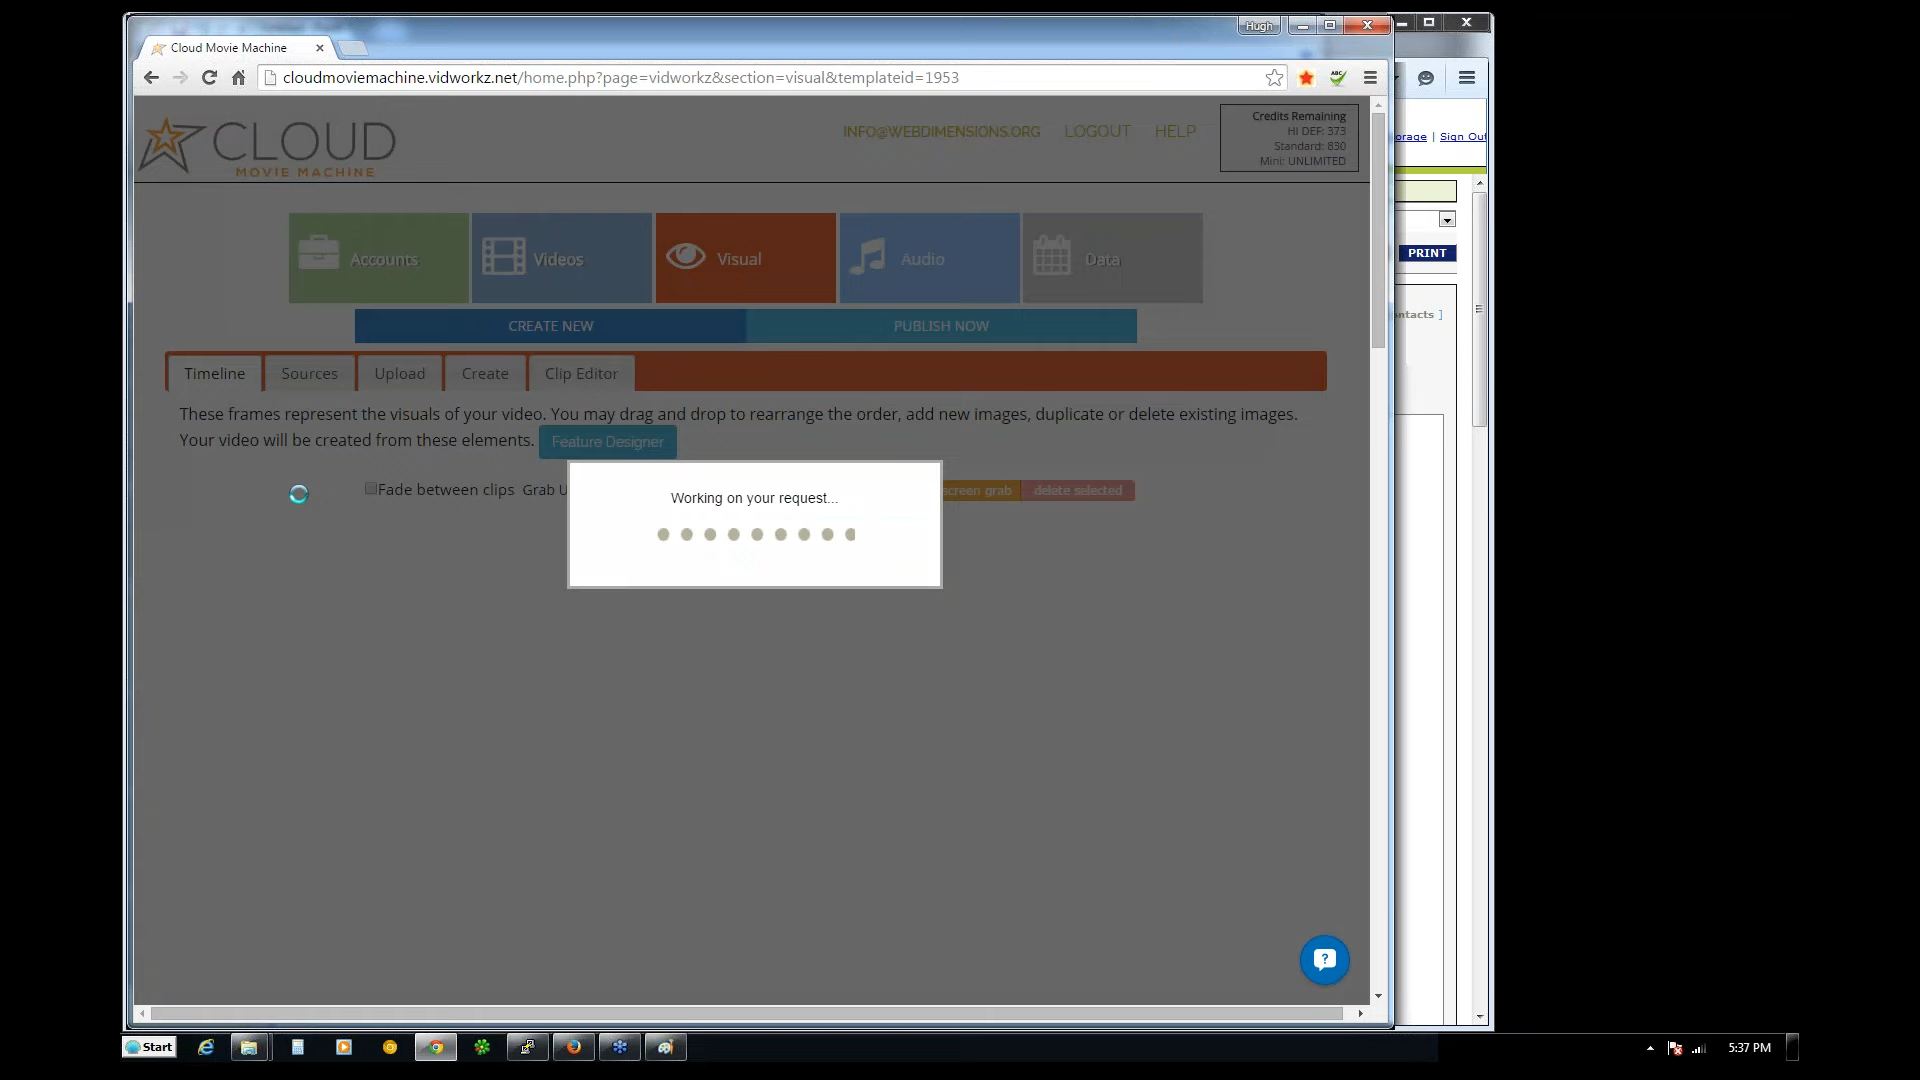 Hugh
Cloud Movie Machine
cloudmoviemachine.vidworkz.net/home.php?page=vidworkz&section=visual&templateid=1953
ABC
CLOUD
MOVIE MACHINE
INFO@WEBDIMENSIONS.ORG LOGOUT HELP
Credits Remaining
HI DEF: 373
Standard: 830
Mini: UNLIMITED
orage | Sign Out
Accounts
Videos
Visual
Audio
Data
PRINT
CREATE NEW
PUBLISH NOW
ontacts ]
Timeline
Sources
Upload
Create
Clip Editor
These frames represent the visuals of your video. You may drag and drop to rearrange the order, add new images, duplicate or delete existing images.
Your video will be created from these elements. Feature Designer
Fade between clips Grab U
screen grab
delete selected
Working on your request...
?
Start
5:37 PM